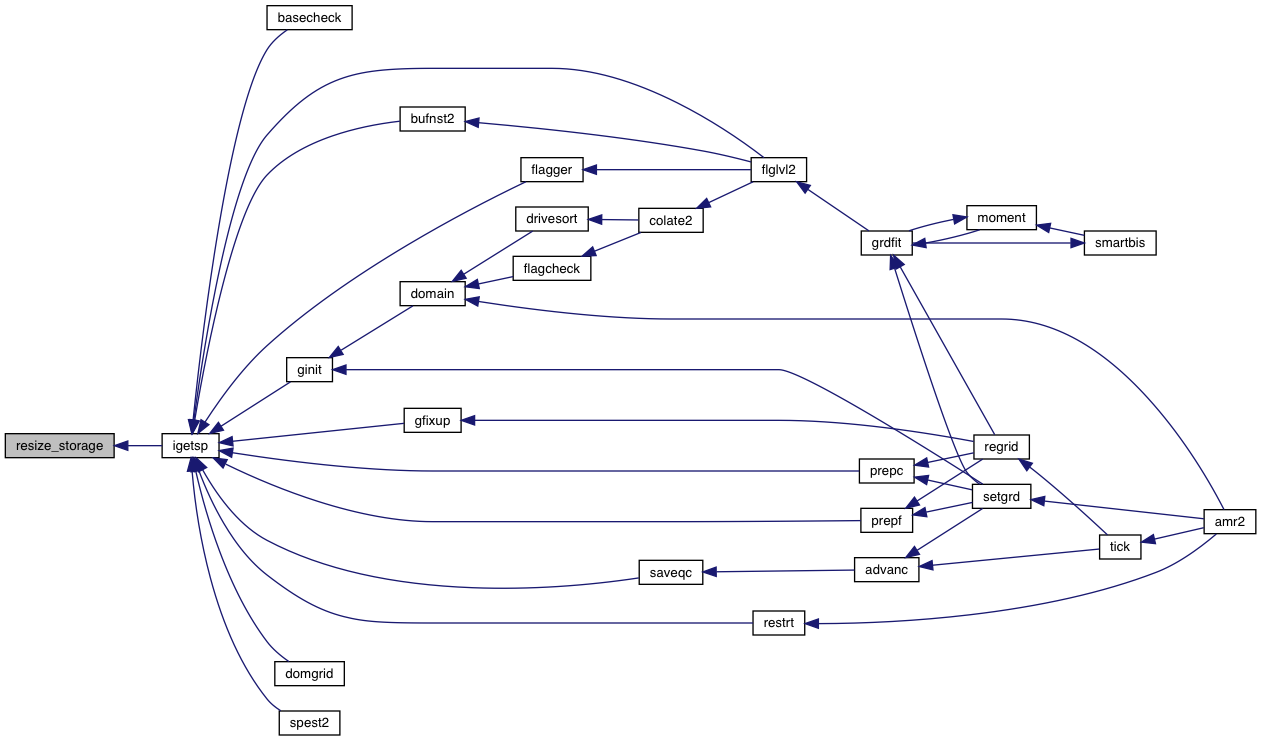 basecheck
bufnst2
flagger
flglvl2
drivesort
colate2
moment
grdfit
smartbis
flagcheck
domain
ginit
gfixup
resize_storage
igetsp
regrid
prepc
setgrd
prepf
amr2
tick
saveqc
advanc
restrt
domgrid
spest2